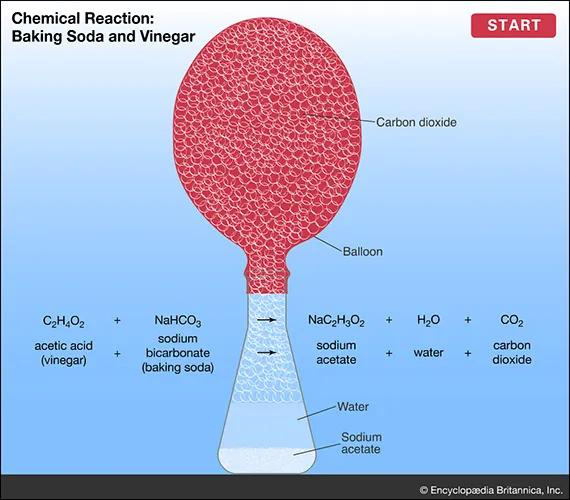 Chemical Reaction:
Baking Soda and Vinegar
START
Carbon dioxide
Balloon
C₂H₄O₂ + NaHCO₃ → NaC₂H₃O₂ + H₂O + CO₂
acetic acid
(vinegar)
+
sodium
bicarbonate
(baking soda)
→
sodium
acetate
+
water
+
carbon
dioxide
Water
Sodium
acetate
© Encyclopædia Britannica, Inc.